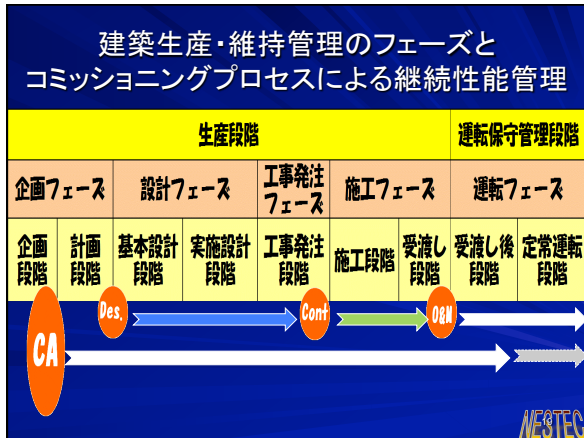 建築生産・維持管理のフェーズと
コミッショニングプロセスによる継続性能管理
生産段階
運転保守管理段階
企画フェーズ
設計フェーズ
工事発注
フェーズ
施工フェーズ
運転フェーズ
企画
段階
計画
段階
基本設計
段階
実施設計
段階
工事発注
段階
施工段階
受渡し
段階
受渡し後
段階
定常運転
段階
Des.
Cont
O&M
CA
NESTEC